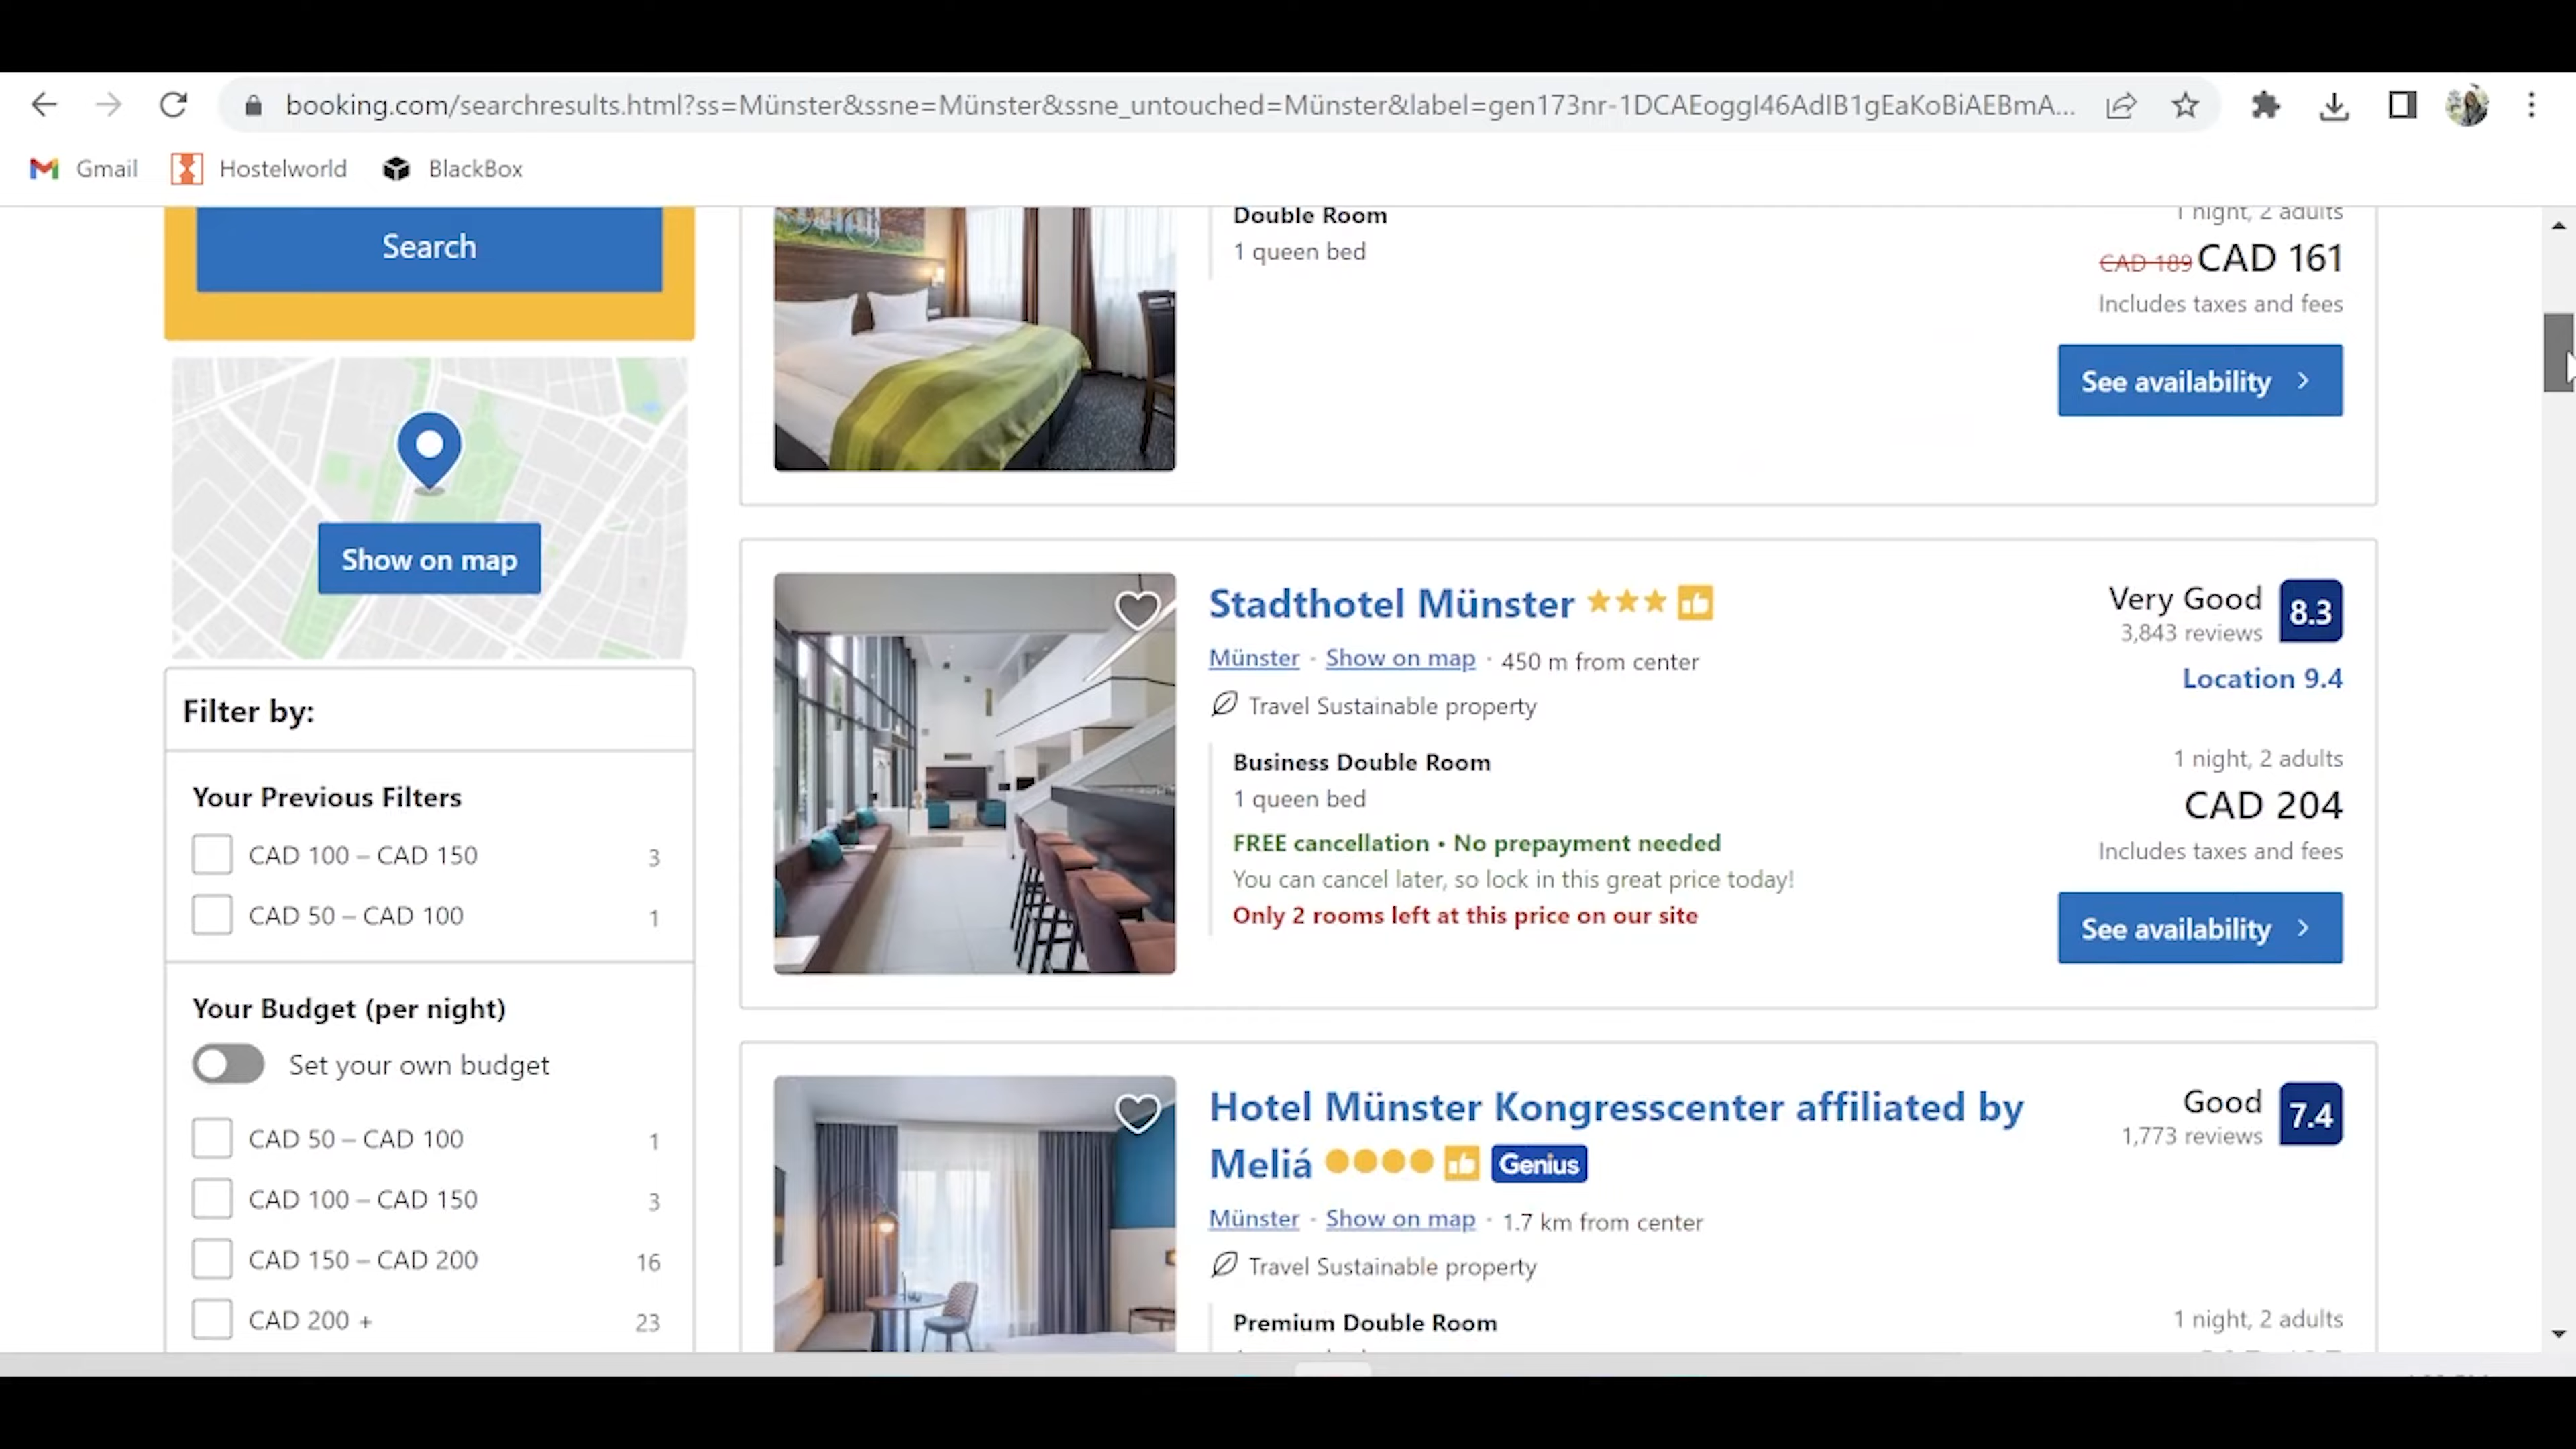 booking.com/searchresults.html?ss=Münster&ssne=Münster&ssne_untouched=Münster&label=gen173nr-1DCAEoggI46AdIB1gEaKoBiAEBmA...
Gmail Hostelworld BlackBox
Search
Show on map
Filter by:
Your Previous Filters
CAD 100 – CAD 150 3
CAD 50 – CAD 100 1
Your Budget (per night)
Set your own budget
CAD 50 – CAD 100 1
CAD 100 – CAD 150 3
CAD 150 – CAD 200 16
CAD 200 + 23
Double Room
1 queen bed
1 night, 2 adults
CAD 189 CAD 161
Includes taxes and fees
See availability
Stadthotel Münster
Münster · Show on map · 450 m from center
Travel Sustainable property
Business Double Room
1 queen bed
FREE cancellation • No prepayment needed
You can cancel later, so lock in this great price today!
Only 2 rooms left at this price on our site
Very Good 8.3
3,843 reviews
Location 9.4
1 night, 2 adults
CAD 204
Includes taxes and fees
See availability
Hotel Münster Kongresscenter affiliated by
Meliá Genius
Münster · Show on map · 1.7 km from center
Travel Sustainable property
Premium Double Room
Good 7.4
1,773 reviews
1 night, 2 adults